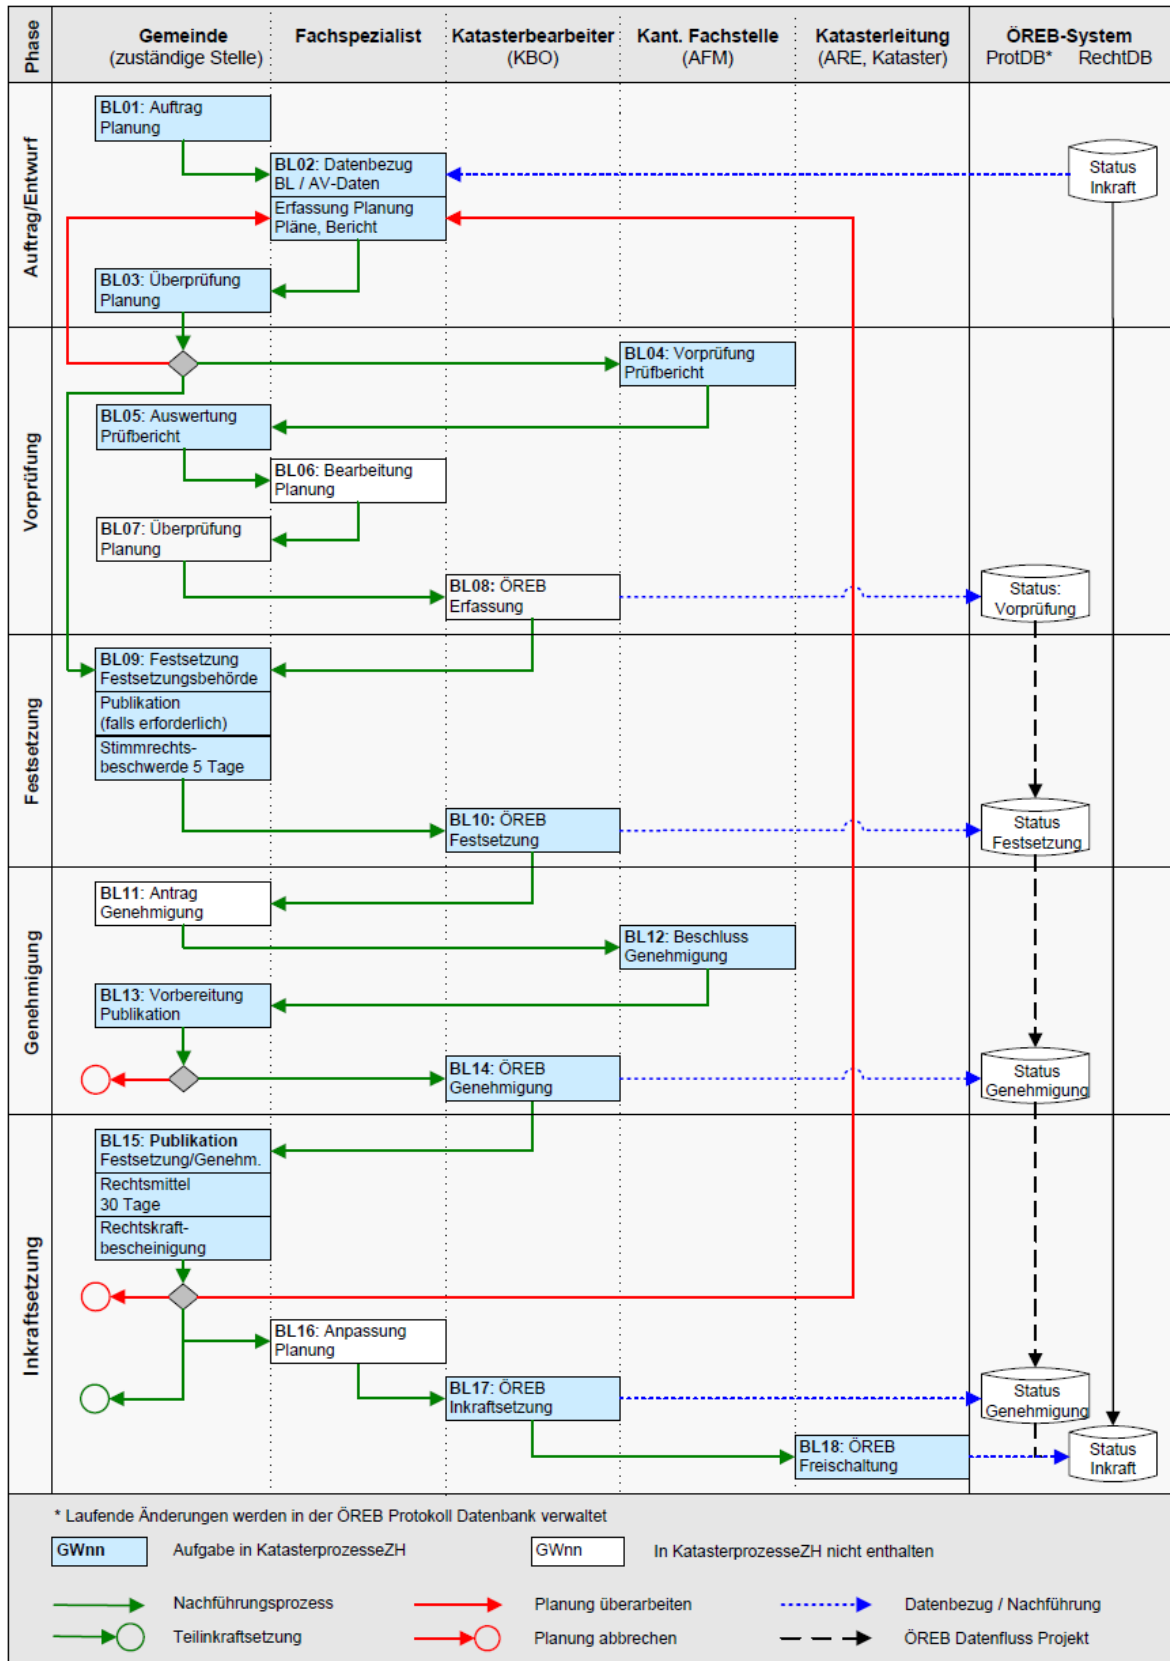 Phase
Gemeinde
(zuständige Stelle)
Fachspezialist
Katasterbearbeiter
(KBO)
Kant. Fachstelle
(AFM)
Katasterleitung
(ARE, Kataster)
ÖREB-System
ProtDB* RechtDB
Auftrag/Entwurf
BL01: Auftrag
Planung
BL02: Datenbezug
BL / AV-Daten
Status
Inkraft
Erfassung Planung
Pläne, Bericht
BL03: Überprüfung
Planung
Vorprüfung
BL04: Vorprüfung
Prüfbericht
BL05: Auswertung
Prüfbericht
BL06: Bearbeitung
Planung
BL07: Überprüfung
Planung
BL08: ÖREB
Erfassung
Status:
Vorprüfung
Festsetzung
BL09: Festsetzung
Festsetzungsbehörde
Publikation
(falls erforderlich)
Stimmrechts-
beschwerde 5 Tage
BL10: ÖREB
Festsetzung
Status
Festsetzung
Genehmigung
BL11: Antrag
Genehmigung
BL12: Beschluss
Genehmigung
BL13: Vorbereitung
Publikation
BL14: ÖREB
Genehmigung
Status
Genehmigung
Inkraftsetzung
BL15: Publikation
Festsetzung/Genehm.
Rechtsmittel
30 Tage
Rechtskraft-
bescheinigung
BL16: Anpassung
Planung
BL17: ÖREB
Inkraftsetzung
Status
Genehmigung
BL18: ÖREB
Freischaltung
Status
Inkraft
* Laufende Änderungen werden in der ÖREB Protokoll Datenbank verwaltet
GWnn Aufgabe in KatasterprozesseZH
GWnn In KatasterprozesseZH nicht enthalten
Nachführungsprozess
Planung überarbeiten
Datenbezug / Nachführung
Teilinkraftsetzung
Planung abbrechen
ÖREB Datenfluss Projekt